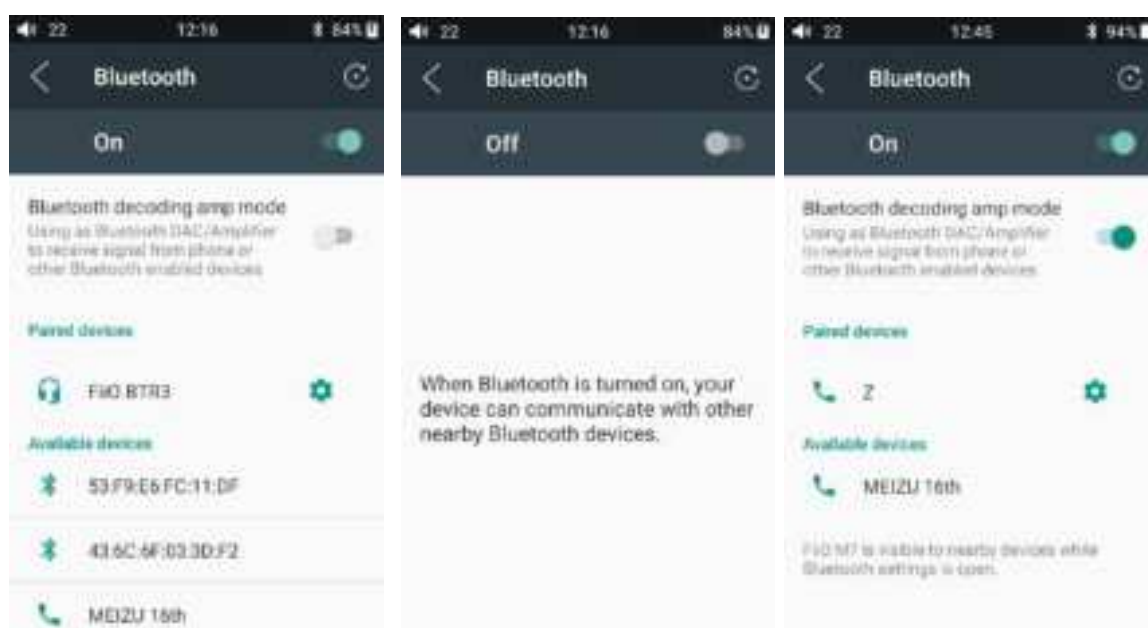 22 12:16 84%
Bluetooth
On
Bluetooth decoding amp mode
Using as Bluetooth DAC/Amplifier
to receive signal from phone or
other Bluetooth enabled devices
Paired devices
FiiO BTR3
Available devices
53:F9:E6:FC:11:DF
43:6C:6F:03:3D:F2
MEIZU 16th
22 12:16 84%
Bluetooth
Off
When Bluetooth is turned on, your
device can communicate with other
nearby Bluetooth devices.
22 12:45 94%
Bluetooth
On
Bluetooth decoding amp mode
Using as Bluetooth DAC/Amplifier
to receive signal from phone or
other Bluetooth enabled devices
Paired devices
Z
Available devices
MEIZU 16th
FiiO M7 is visible to nearby devices while
Bluetooth settings is open.